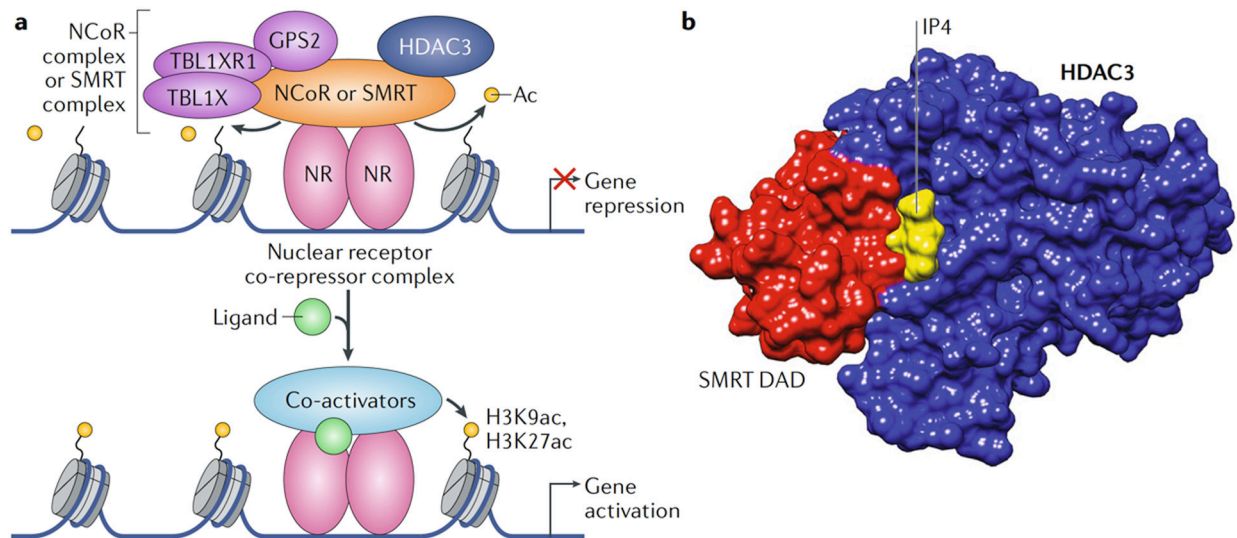 a
NCoR
complex
or SMRT
complex
GPS2
HDAC3
TBL1XR1
TBL1X
NCoR or SMRT
Ac
NR
NR
Gene
repression
Nuclear receptor
co-repressor complex
Ligand
Co-activators
H3K9ac,
H3K27ac
Gene
activation
b
IP4
HDAC3
SMRT DAD